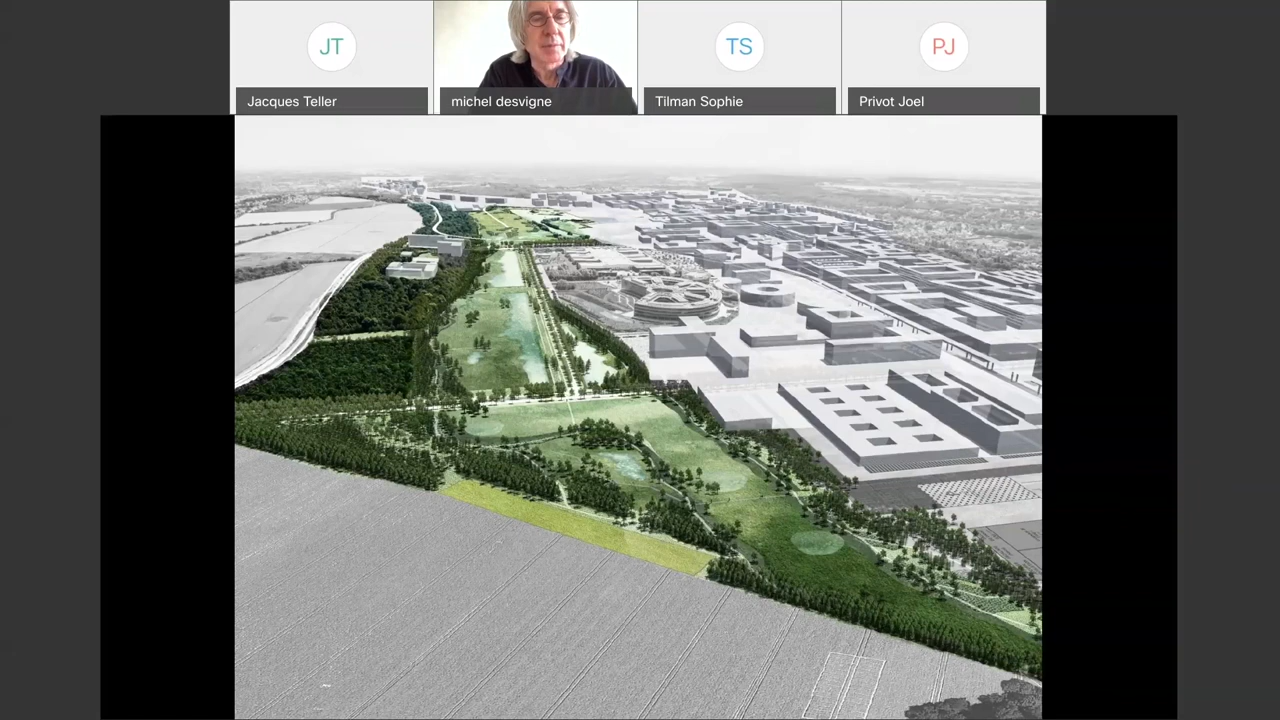 JT
TS
PJ
Jacques Teller
michel desvigne
Tilman Sophie
Privot Joel